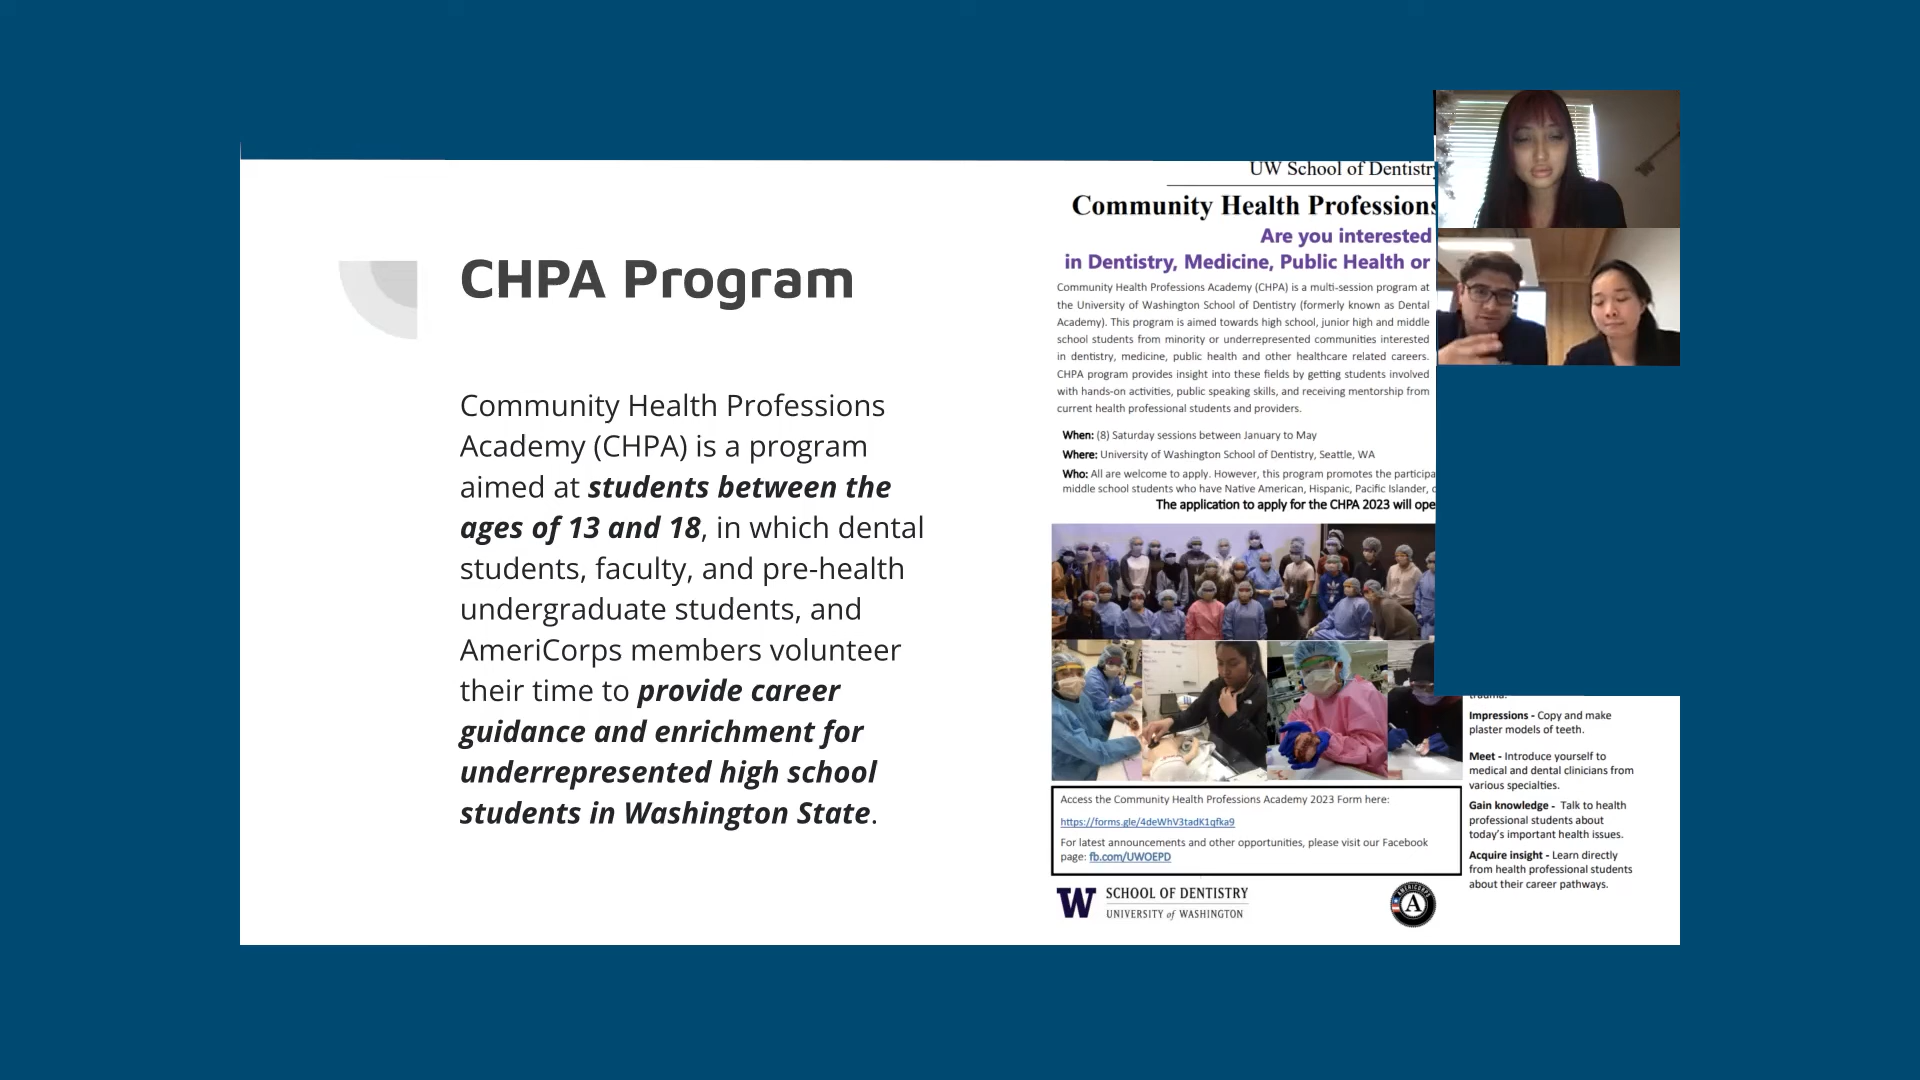 CHPA Program
Community Health Professions
Academy (CHPA) is a program
aimed at students between the
ages of 13 and 18, in which dental
students, faculty, and pre-health
undergraduate students, and
AmeriCorps members volunteer
their time to provide career
guidance and enrichment for
underrepresented high school
students in Washington State.
UW School of Dentistry
Community Health Professions
Are you interested
in Dentistry, Medicine, Public Health or
Community Health Professions Academy (CHPA) is a multi-session program at
the University of Washington School of Dentistry (formerly known as Dental
Academy). This program is aimed towards high school, junior high and middle
school students from minority or underrepresented communities interested
in dentistry, medicine, public health and other healthcare related careers.
CHPA program provides insight into these fields by getting students involved
with hands-on activities, public speaking skills, and receiving mentorship from
current health professional students and providers.
When: (8) Saturday sessions between January to May
Where: University of Washington School of Dentistry, Seattle, WA
Who: All are welcome to apply. However, this program promotes the participa
middle school students who have Native American, Hispanic, Pacific Islander,
The application to apply for the CHPA 2023 will ope
Access the Community Health Professions Academy 2023 Form here:
https://forms.gle/4deWhV3tadK1qfka9
For latest announcements and other opportunities, please visit our Facebook
page: fb.com/UWOEPD
W SCHOOL OF DENTISTRY
UNIVERSITY of WASHINGTON
AMERICORPS
A
trauma.
Impressions - Copy and make
plaster models of teeth.
Meet - Introduce yourself to
medical and dental clinicians from
various specialties.
Gain knowledge - Talk to health
professional students about
today's important health issues.
Acquire insight - Learn directly
from health professional students
about their career pathways.